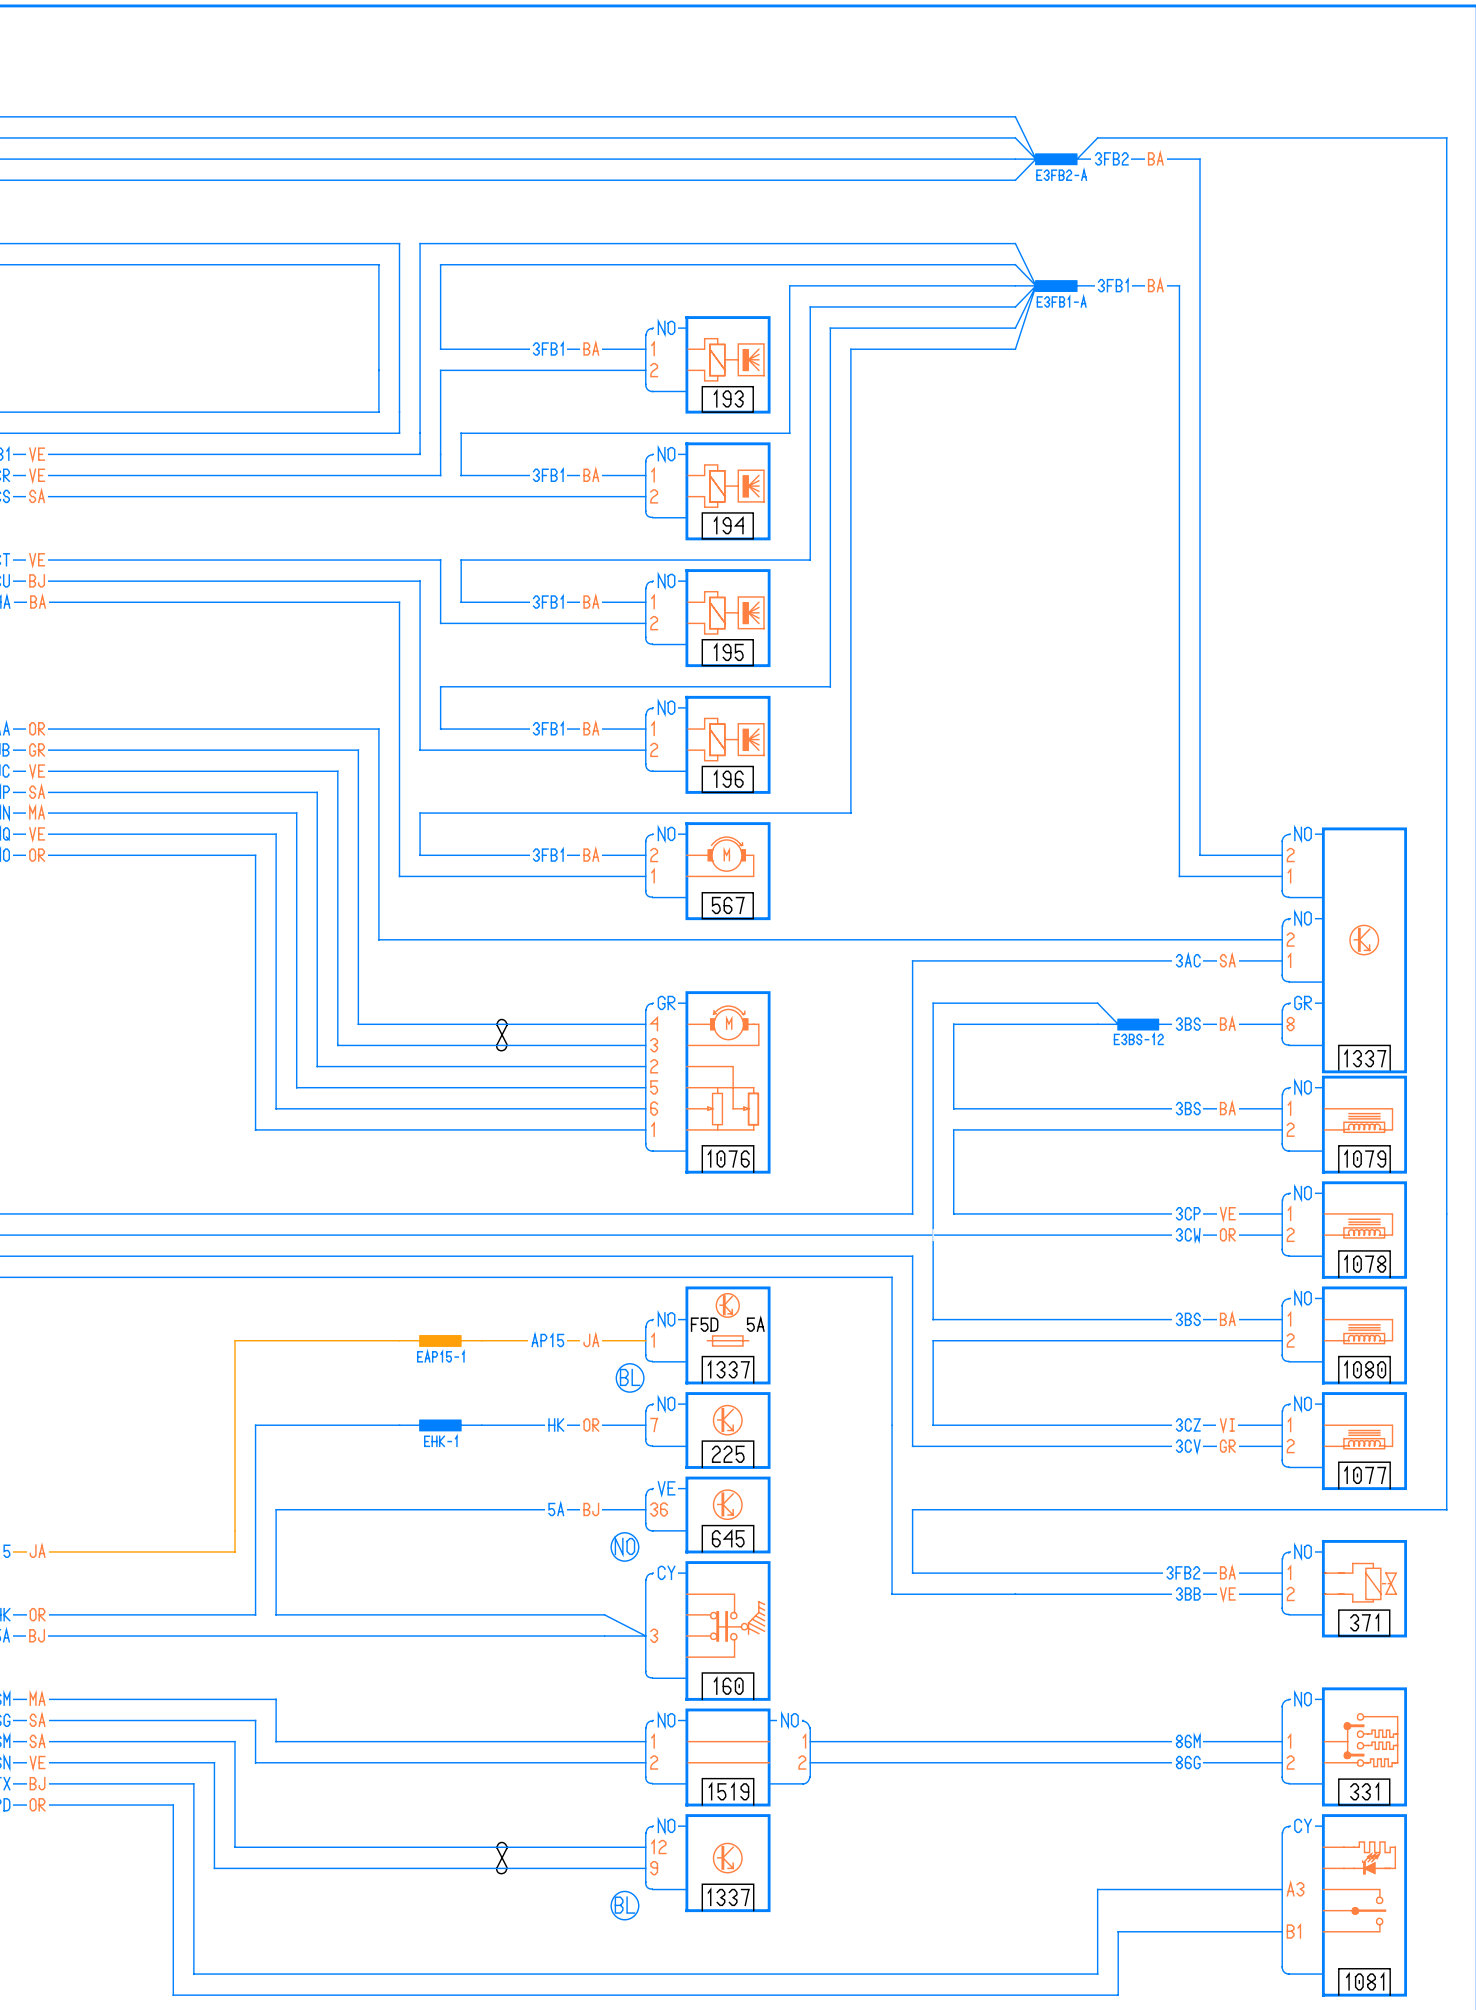 3FB2 BA
E3FB2-A
3FB1 BA
E3FB1-A
NO
3FB1 BA 1
2
193
B1 VE
R VE
S SA
NO
3FB1 BA 1
2
194
T VE
U BJ
A BA
NO
3FB1 BA 1
2
195
NO
3FB1 BA 1
2
196
A OR
B GR
C VE
P SA
N MA
Q VE
O OR
NO
3FB1 BA 2
1
M
567
NO
2
1
NO
2
3AC SA 1
GR
3BS BA 8
E3BS-12
1337
GR
4
3
2
5
6
1
M
1076
NO
3BS BA 1
2
1079
NO
3CP VE 1
3CW OR 2
1078
NO
F5D 5A
AP15 JA 1
EAP15-1
1337
BL
NO
3BS BA 1
2
1080
NO
HK OR 7
EHK-1
225
NO
3CZ VI 1
3CV GR 2
1077
VE
5A BJ 36
645
NO
5 JA
HK OR
5A BJ
CY
3
160
NO
3FB2 BA 1
3BB VE 2
371
M MA
G SA
M SA
N VE
X BJ
D OR
NO
1
2
1519
NO
1
2
86M
86G
NO
1
2
331
NO
12
9
1337
BL
CY
A3
B1
1081